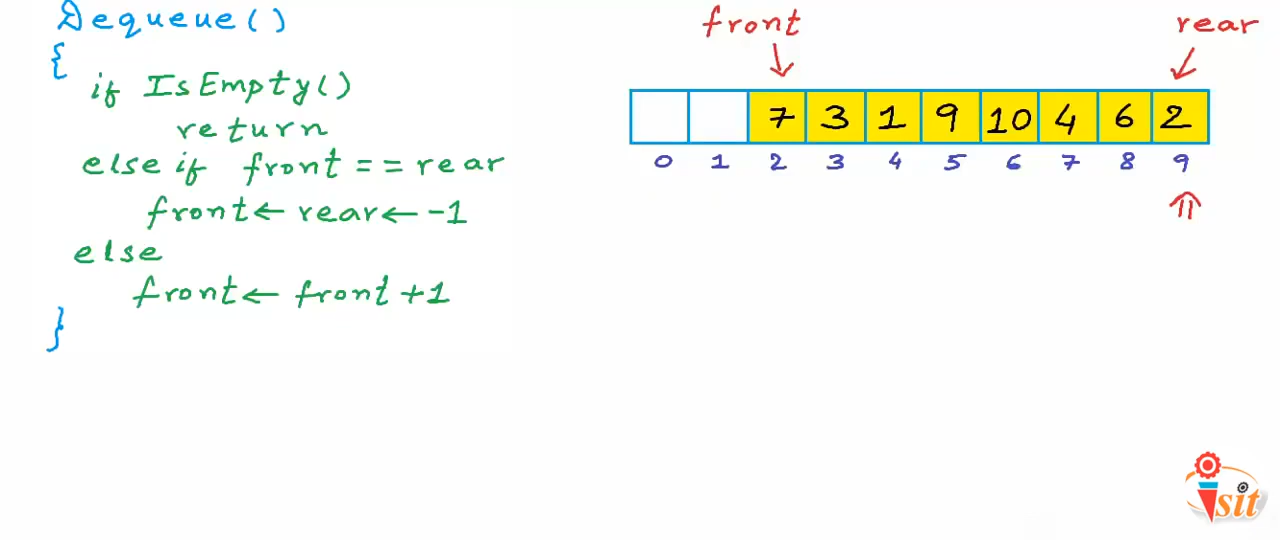 Dequeue()
{
if IsEmpty()
return
else if front == rear
front ← rear ← -1
else
front ← front +1
}
front
rear
7 3 1 9 10 4 6 2
0 1 2 3 4 5 6 7 8 9
sit